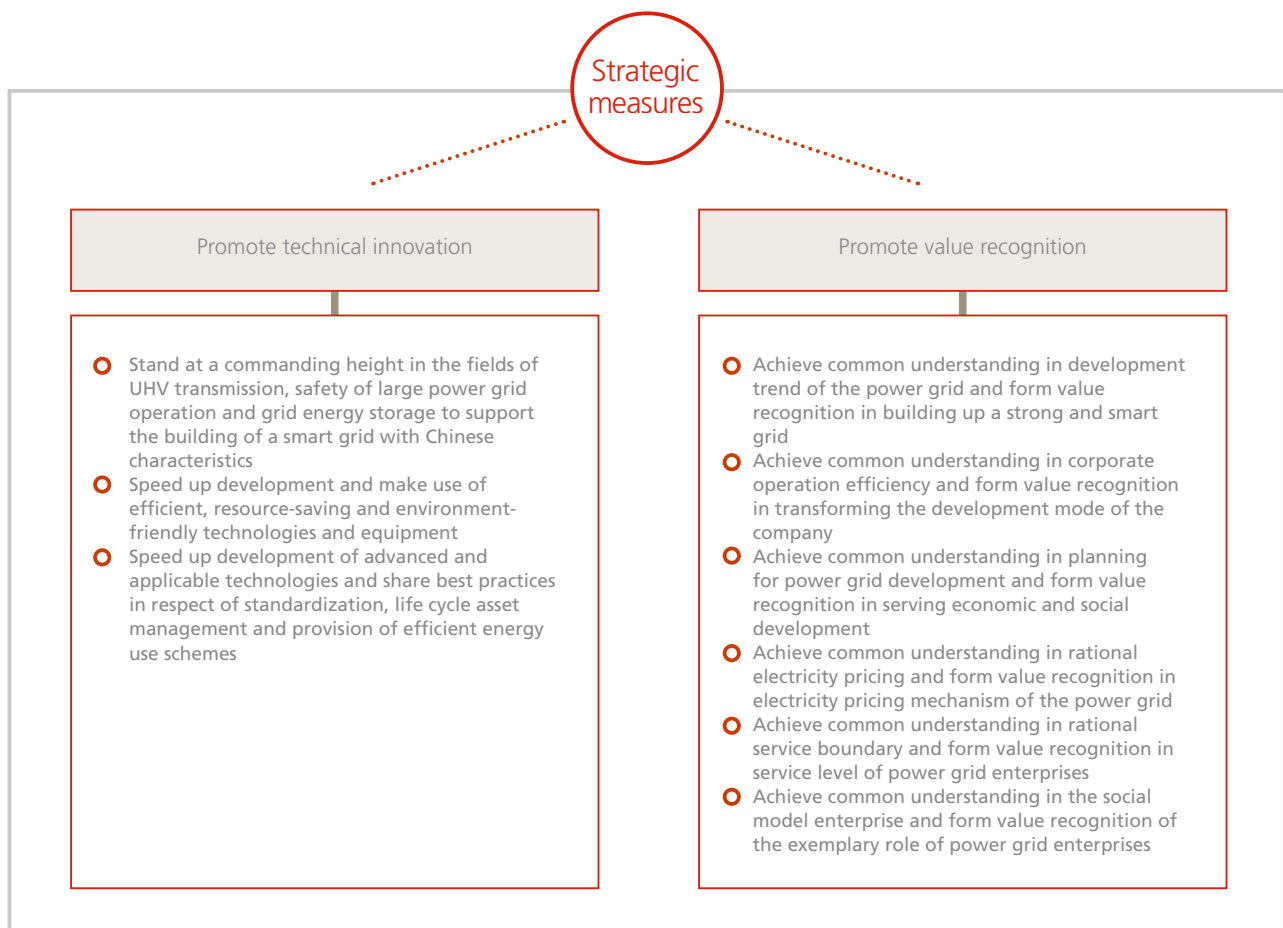 Strategic
measures
Promote technical innovation
Stand at a commanding height in the fields of
UHV transmission, safety of large power grid
operation and grid energy storage to support
the building of a smart grid with Chinese
characteristics
Speed up development and make use of
efficient, resource-saving and environment-
friendly technologies and equipment
Speed up development of advanced and
applicable technologies and share best practices
in respect of standardization, life cycle asset
management and provision of efficient energy
use schemes
Promote value recognition
Achieve common understanding in development
trend of the power grid and form value
recognition in building up a strong and smart
grid
Achieve common understanding in corporate
operation efficiency and form value recognition
in transforming the development mode of the
company
Achieve common understanding in planning
for power grid development and form value
recognition in serving economic and social
development
Achieve common understanding in rational
electricity pricing and form value recognition in
electricity pricing mechanism of the power grid
Achieve common understanding in rational
service boundary and form value recognition in
service level of power grid enterprises
Achieve common understanding in the social
model enterprise and form value recognition of
the exemplary role of power grid enterprises